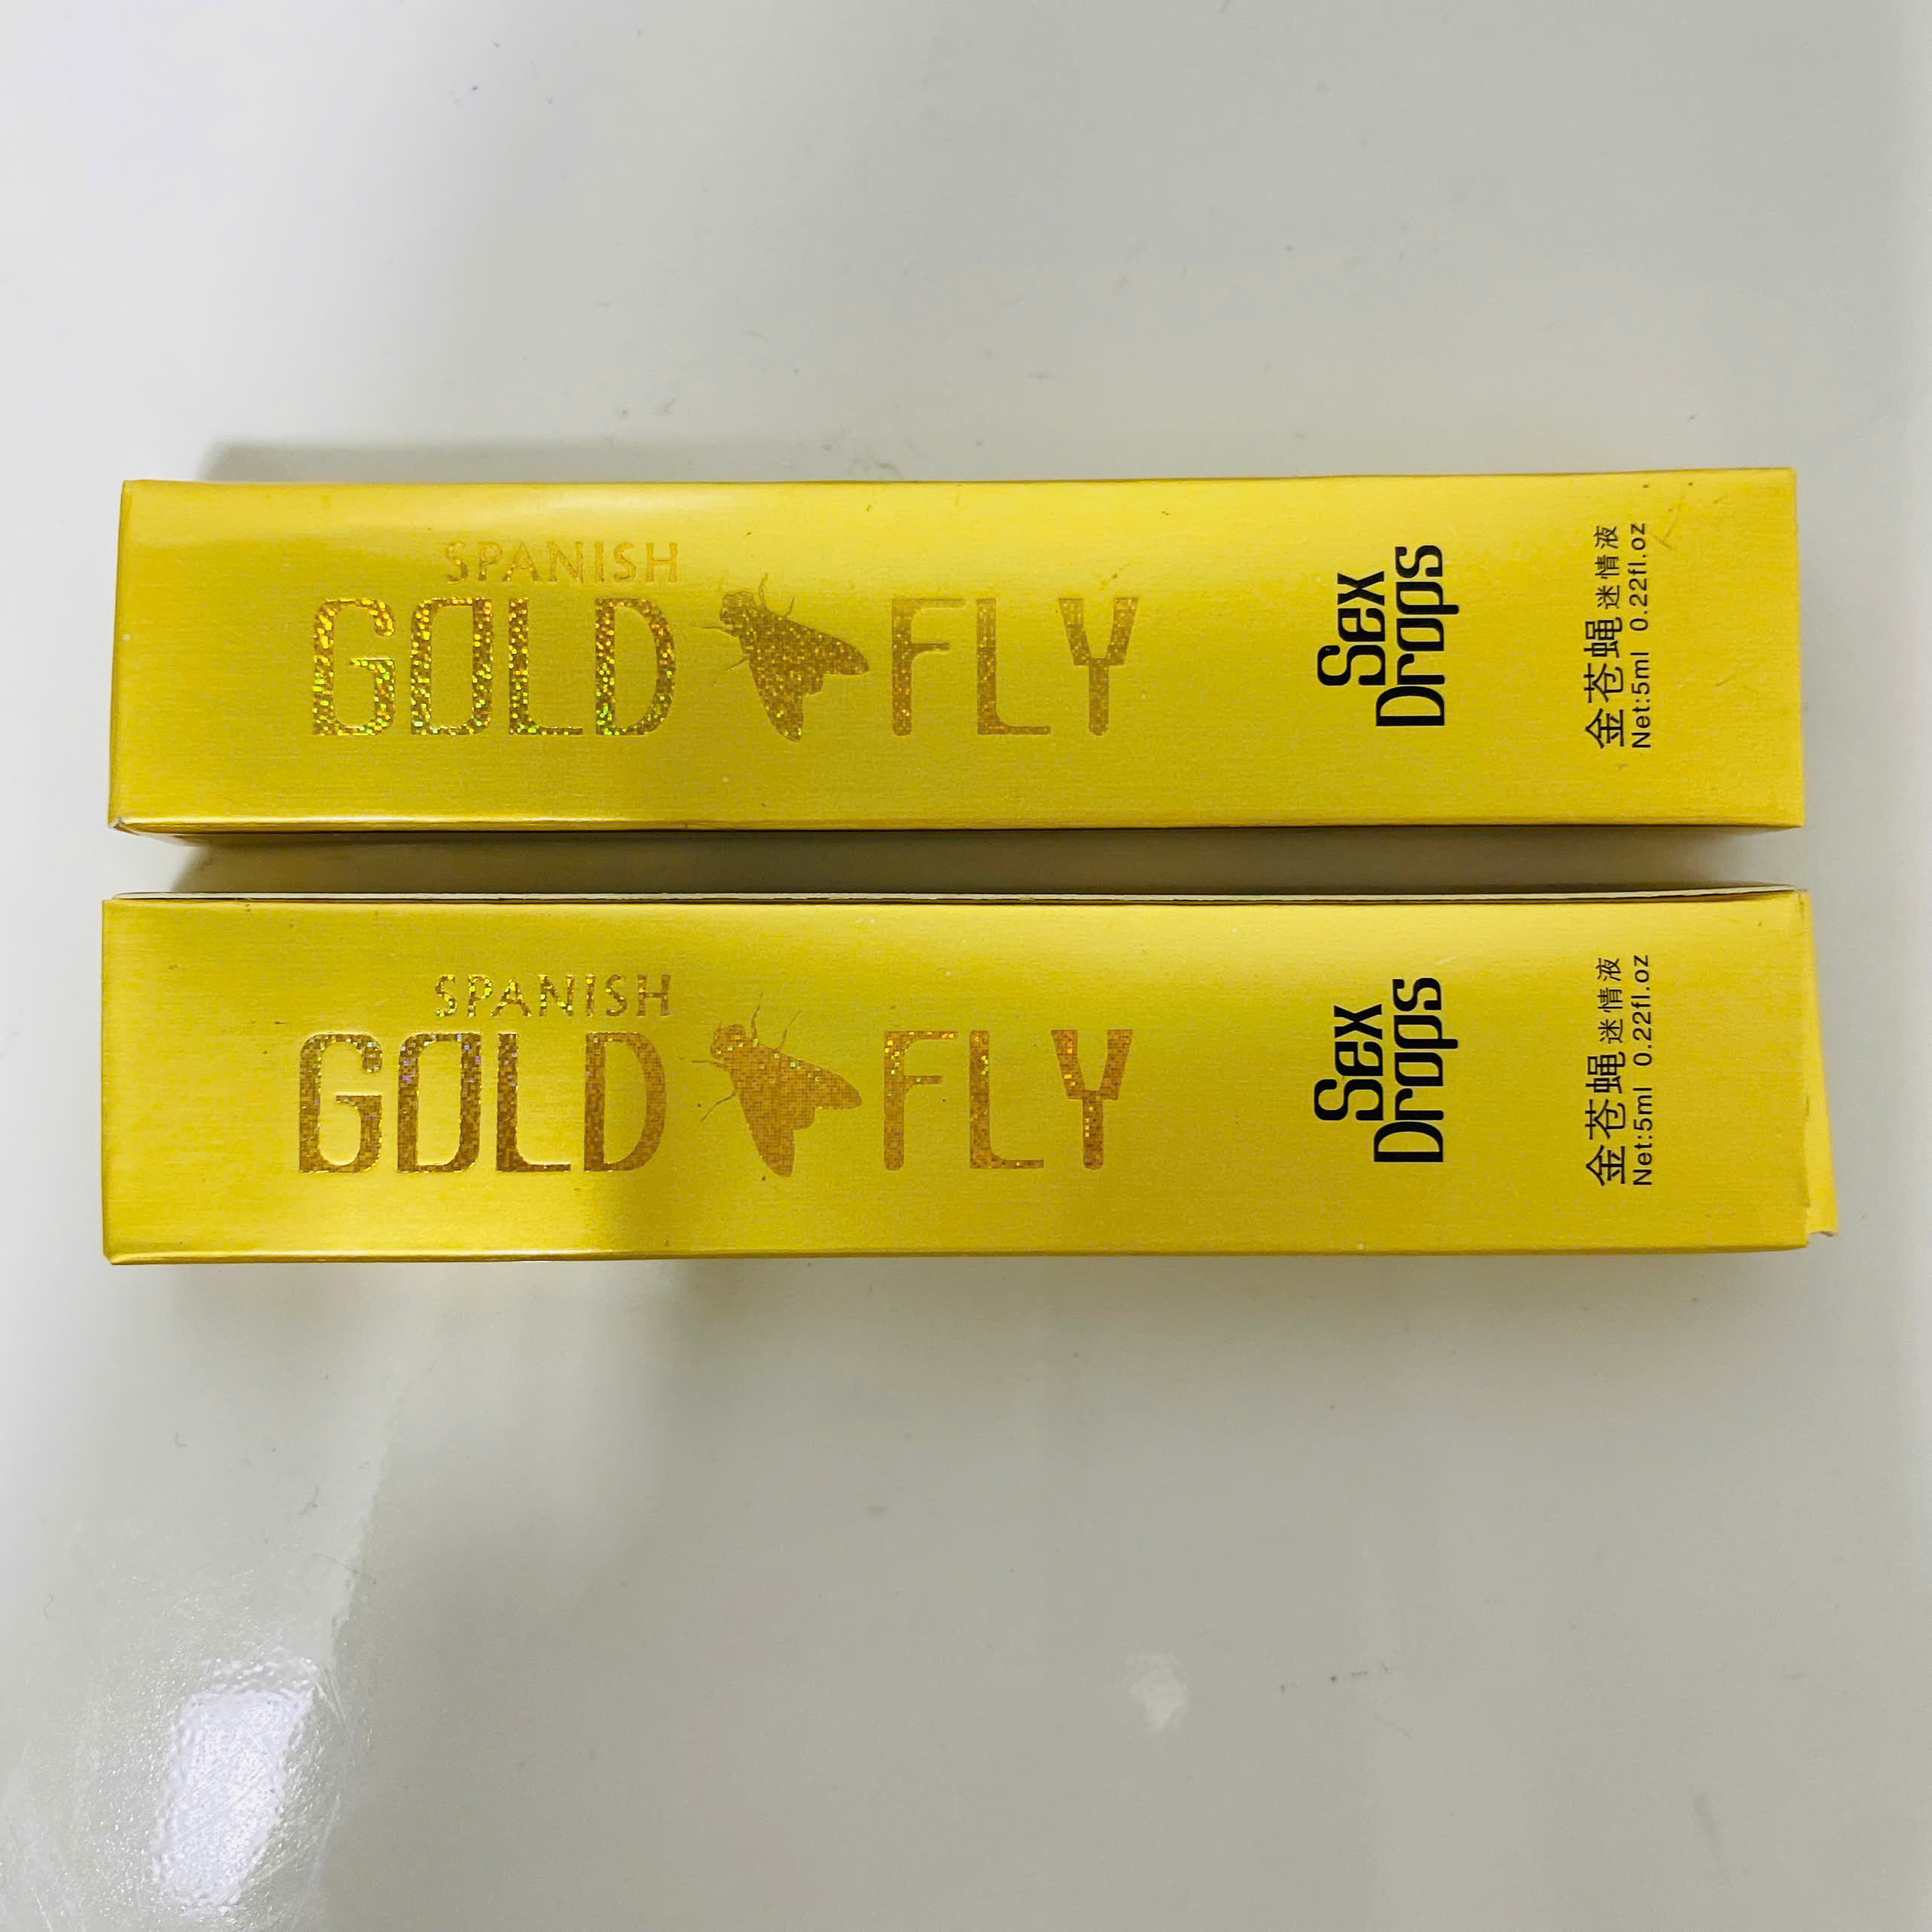 SPANISH
GOLD FLY
Sex
Drops
金苍蝇迷情液
Net:5ml 0.22fl.oz
SPANISH
GOLD FLY
Sex
Drops
金苍蝇迷情液
Net:5ml 0.22fl.oz